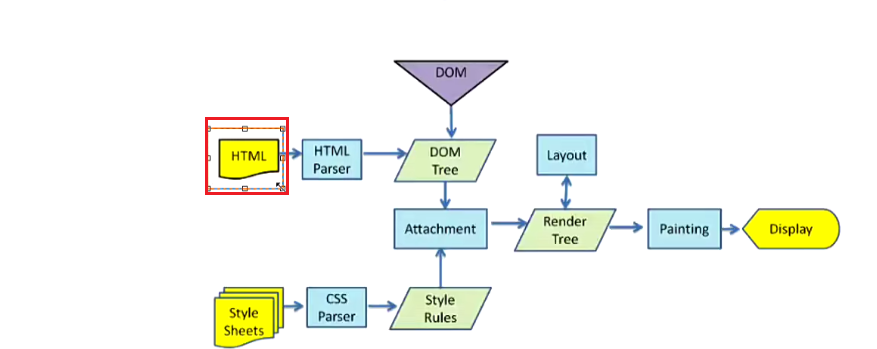 DOM
HTML
HTML
Parser
DOM
Tree
Layout
Attachment
Render
Tree
Painting
Display
Style
Sheets
CSS
Parser
Style
Rules